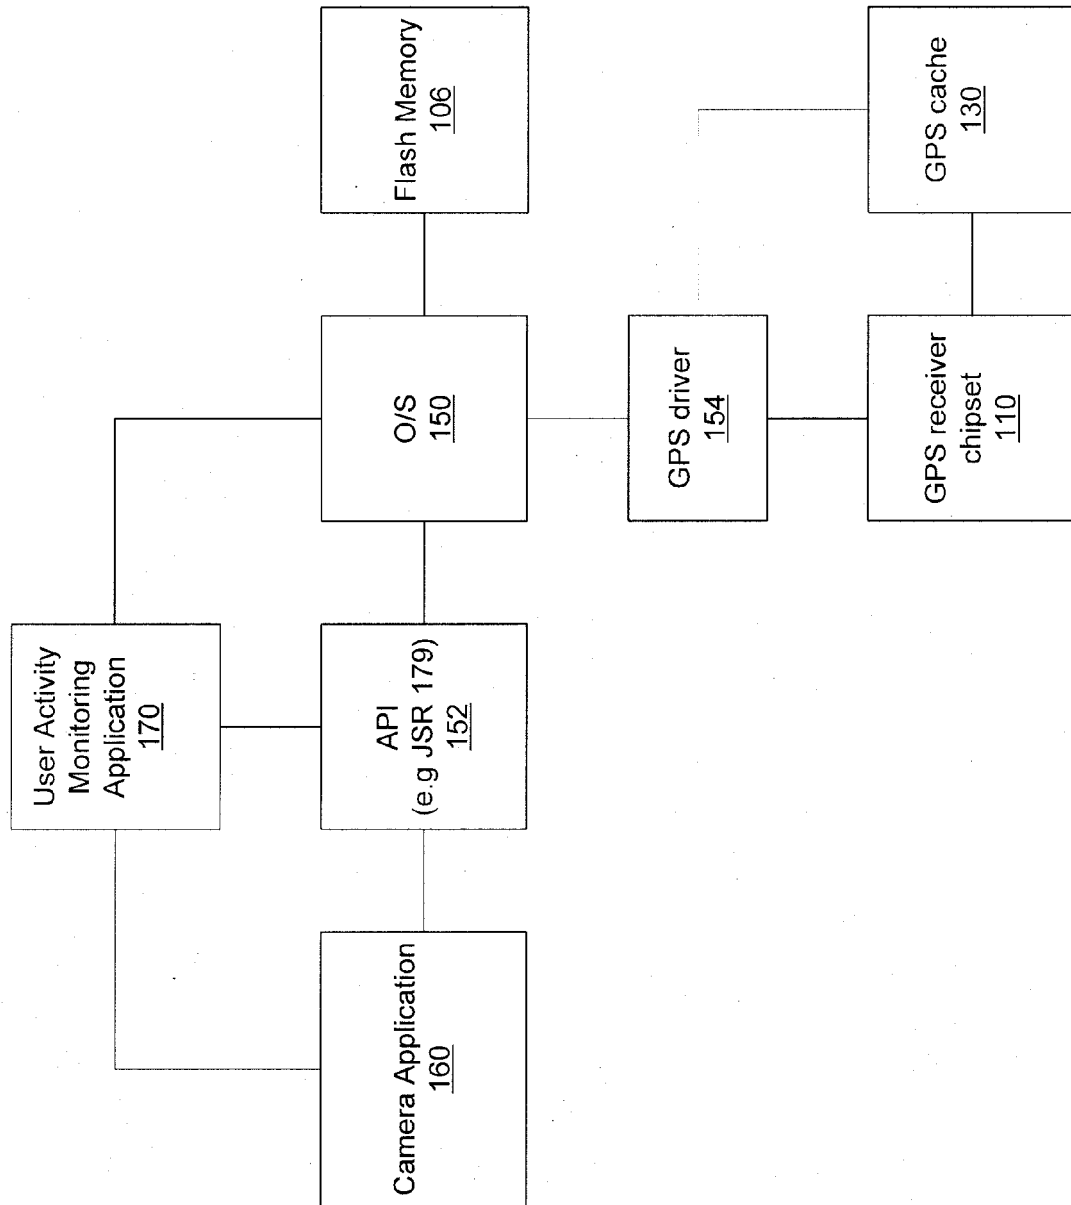 User Activity
Monitoring
Application
170
Camera Application
160
API
(e.g JSR 179)
152
O/S
150
Flash Memory
106
GPS driver
154
GPS receiver
chipset
110
GPS cache
130